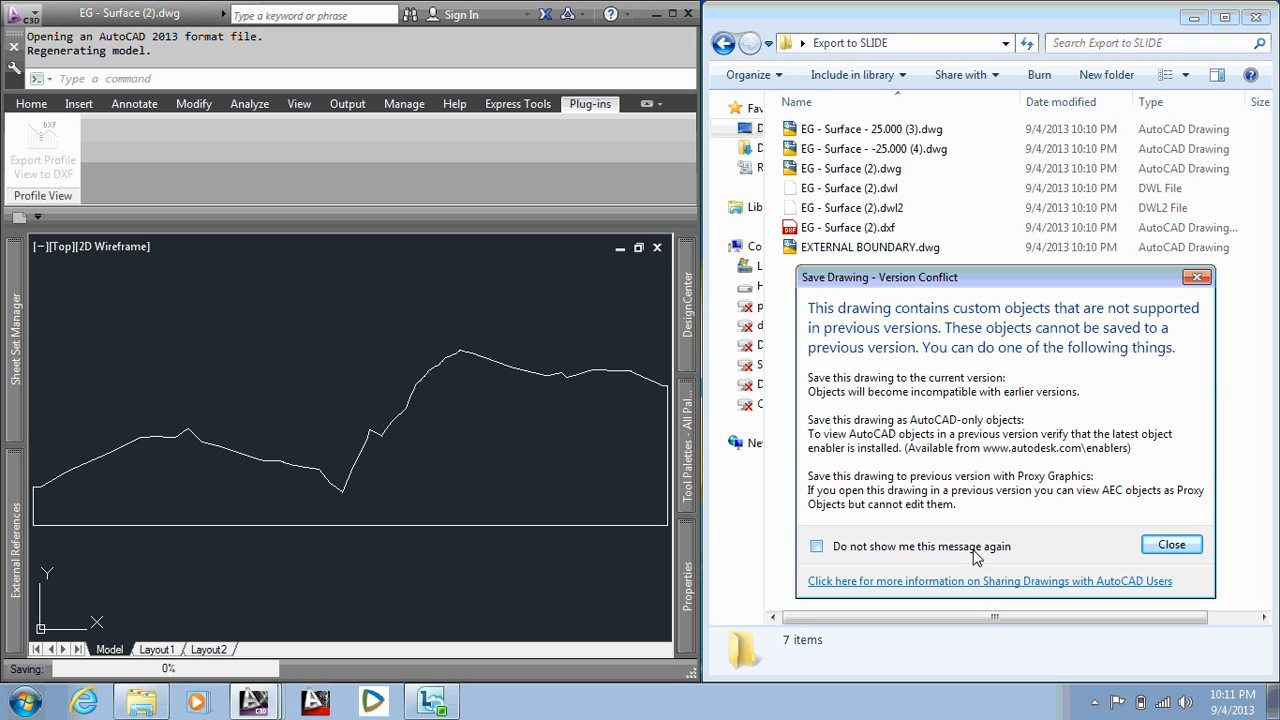 EG - Surface (2).dwg
Type a keyword or phrase
Sign In
C3D
Opening an AutoCAD 2013 format file.
Regenerating model.
Type a command
Home Insert Annotate Modify Analyze View Output Manage Help Express Tools Plug-ins
Export Profile
View to DXF
Profile View
[−][Top][2D Wireframe]
Sheet Set Manager
External References
DesignCenter
Tool Palettes - All Pal...
Properties
Y
X
Model Layout1 Layout2
Saving: 0%
Export to SLIDE
Search Export to SLIDE
Organize Include in library Share with Burn New folder
Name Date modified Type Size
EG - Surface - 25.000 (3).dwg 9/4/2013 10:10 PM AutoCAD Drawing
EG - Surface - -25.000 (4).dwg 9/4/2013 10:10 PM AutoCAD Drawing
EG - Surface (2).dwg 9/4/2013 10:10 PM AutoCAD Drawing
EG - Surface (2).dwl 9/4/2013 10:10 PM DWL File
EG - Surface (2).dwl2 9/4/2013 10:10 PM DWL2 File
EG - Surface (2).dxf 9/4/2013 10:10 PM AutoCAD Drawing...
EXTERNAL BOUNDARY.dwg 9/4/2013 10:10 PM AutoCAD Drawing
Fav
D
D
R
Lib
Co
L
H
p
d
D
S
D
C
Ne
Save Drawing - Version Conflict
This drawing contains custom objects that are not supported
in previous versions. These objects cannot be saved to a
previous version. You can do one of the following things.
Save this drawing to the current version:
Objects will become incompatible with earlier versions.
Save this drawing as AutoCAD-only objects:
To view AutoCAD objects in a previous version verify that the latest object
enabler is installed. (Available from www.autodesk.com\enablers)
Save this drawing to previous version with Proxy Graphics:
If you open this drawing in a previous version you can view AEC Objects as Proxy
Objects but cannot edit them.
Do not show me this message again
Close
Click here for more information on Sharing Drawings with AutoCAD Users
7 items
10:11 PM
9/4/2013